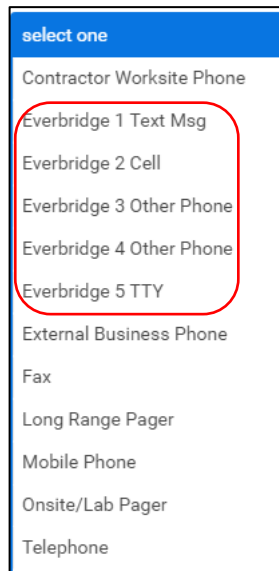 select one
Contractor Worksite Phone
Everbridge 1 Text Msg
Everbridge 2 Cell
Everbridge 3 Other Phone
Everbridge 4 Other Phone
Everbridge 5 TTY
External Business Phone
Fax
Long Range Pager
Mobile Phone
Onsite/Lab Pager
Telephone